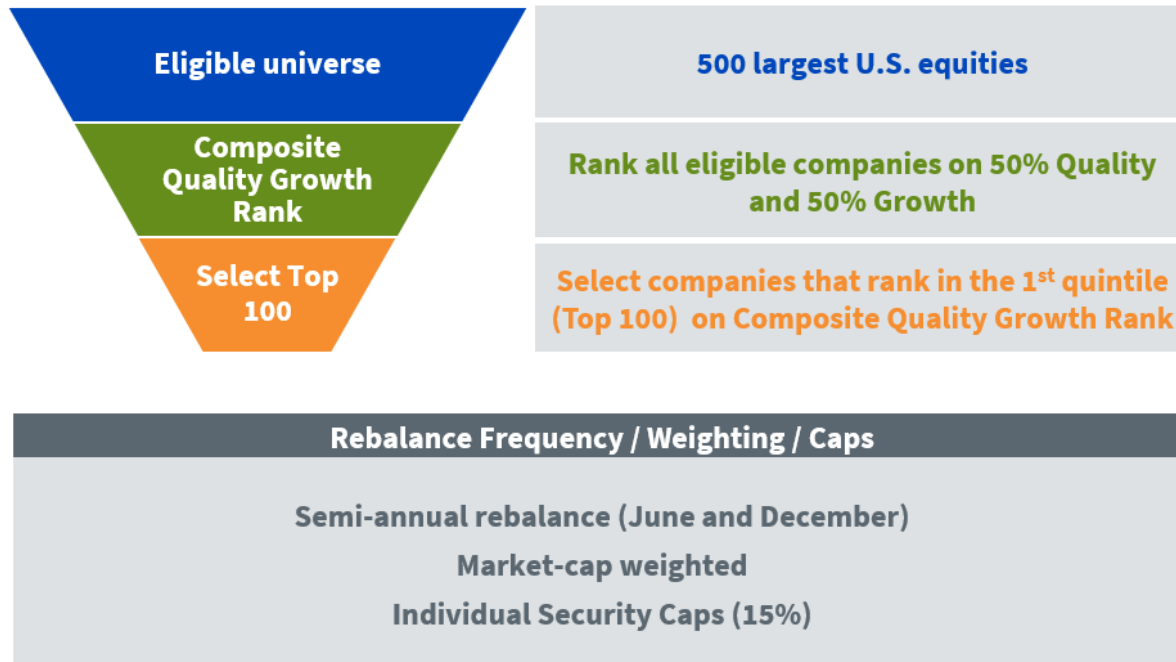 Eligible universe
500 largest U.S. equities
Composite
Quality Growth
Rank
Rank all eligible companies on 50% Quality
and 50% Growth
Select Top
100
Select companies that rank in the 1st quintile
(Top 100) on Composite Quality Growth Rank
Rebalance Frequency / Weighting / Caps
Semi-annual rebalance (June and December)
Market-cap weighted
Individual Security Caps (15%)